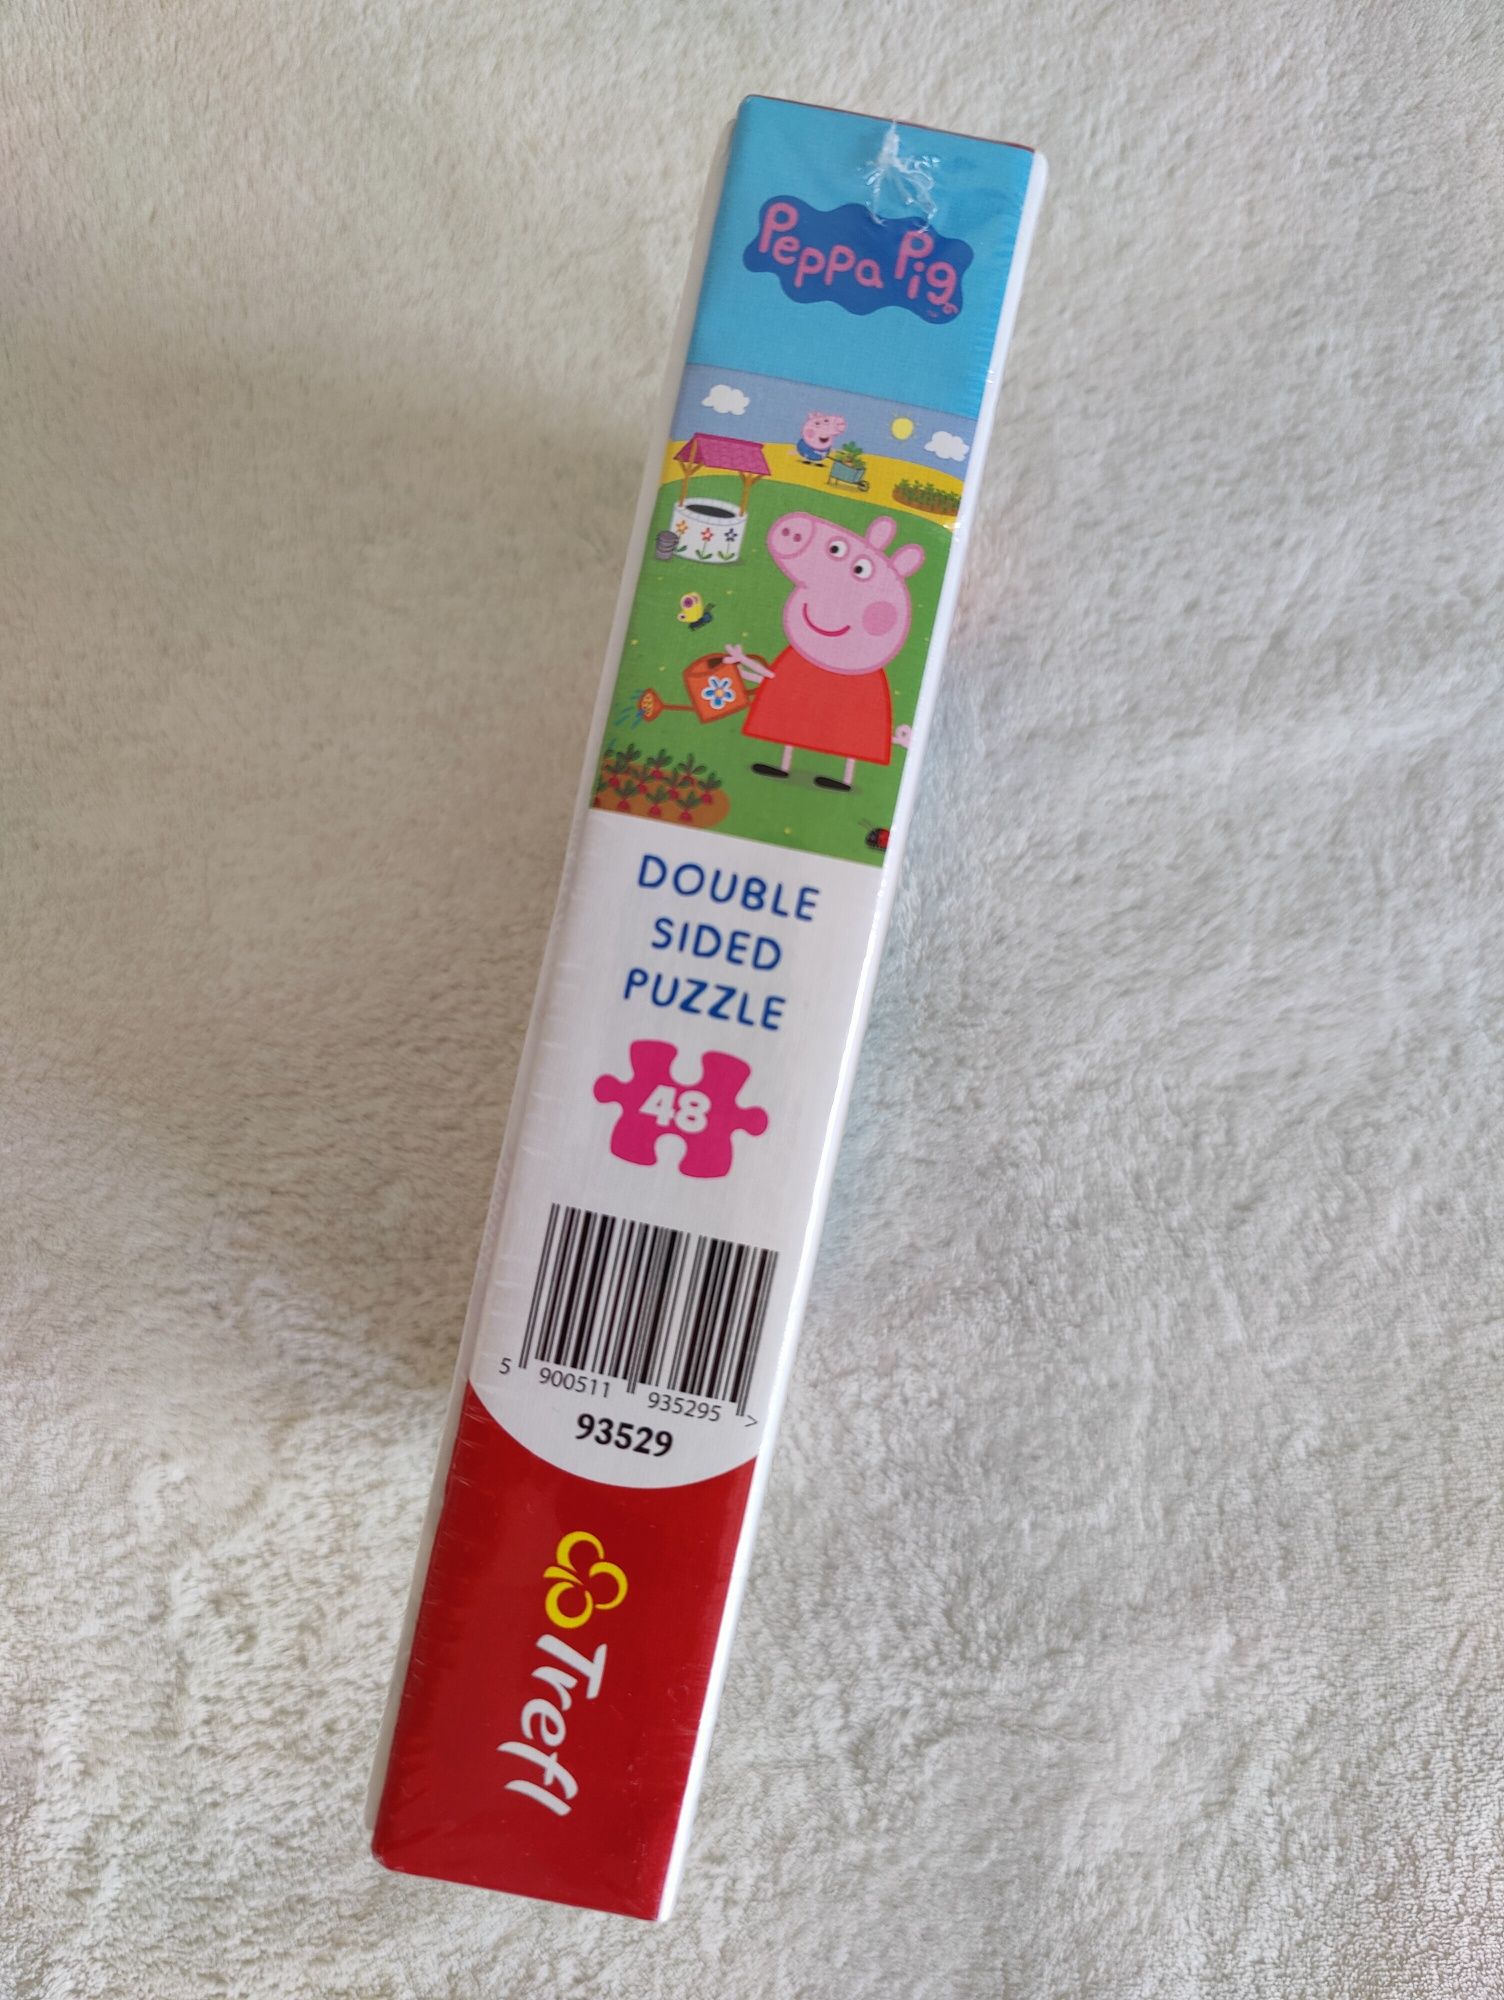 Peppa Pig
DOUBLE
SIDED
PUZZLE
48
5 900511 935295 >
93529
Trefl